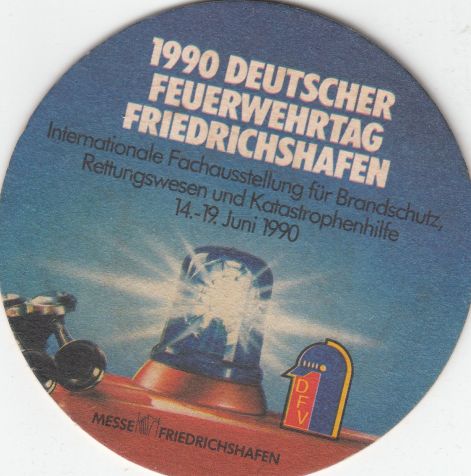 1990 DEUTSCHER
FEUERWEHRTAG
FRIEDRICHSHAFEN
Internationale Fachausstellung für Brandschutz,
Rettungswesen und Katastrophenhilfe
14.-19. Juni 1990
DFV
MESSE FRIEDRICHSHAFEN